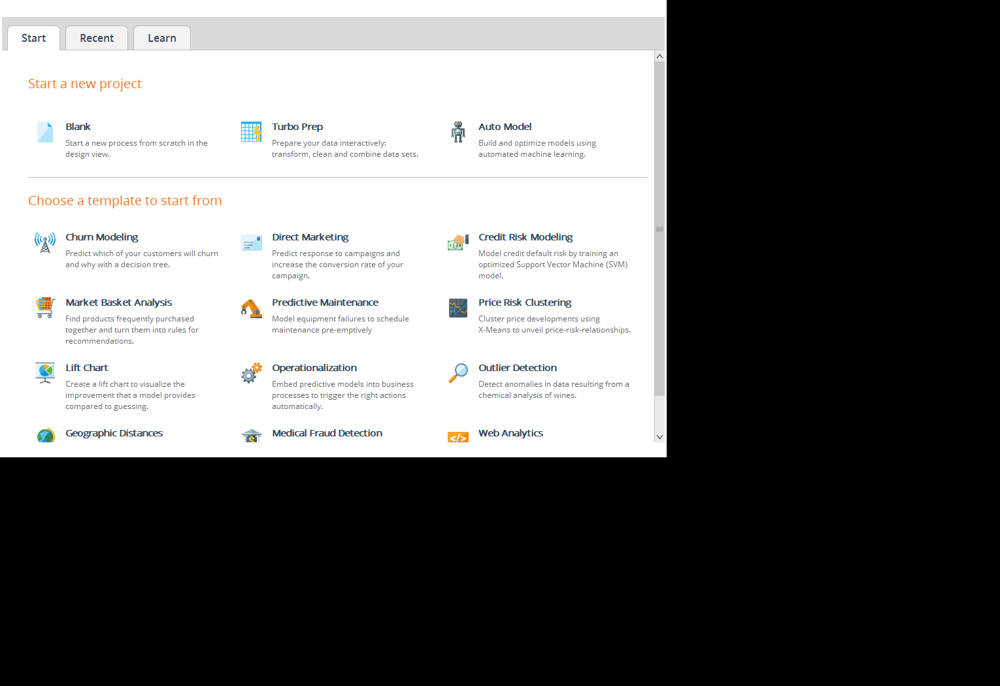 Start
Recent
Learn
Start a new project
Blank
Start a new process from scratch in the
design view.
Turbo Prep
Prepare your data interactively:
transform, clean and combine data sets.
Auto Model
Build and optimize models using
automated machine learning.
Choose a template to start from
Churn Modeling
Predict which of your customers will churn
and why with a decision tree.
Direct Marketing
Predict response to campaigns and
increase the conversion rate of your
campaign.
Credit Risk Modeling
Model credit default risk by training an
optimized Support Vector Machine (SVM)
model.
Market Basket Analysis
Find products frequently purchased
together and turn them into rules for
recommendations.
Predictive Maintenance
Model equipment failures to schedule
maintenance pre-emptively
Price Risk Clustering
Cluster price developments using
X-Means to unveil price-risk-relationships.
Lift Chart
Create a lift chart to visualize the
improvement that a model provides
compared to guessing.
Operationalization
Embed predictive models into business
processes to trigger the right actions
automatically.
Outlier Detection
Detect anomalies in data resulting from a
chemical analysis of wines.
Geographic Distances
Medical Fraud Detection
Web Analytics